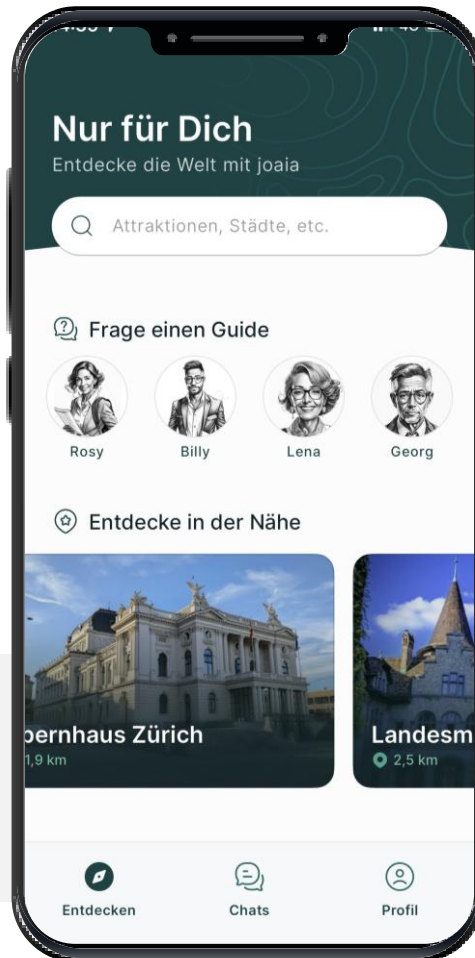 Nur für Dich
Entdecke die Welt mit joaia
Attraktionen, Städte, etc.
Frage einen Guide
Rosy
Billy
Lena
Georg
Entdecke in der Nähe
pernhaus Zürich
1,9 km
Landesm
2,5 km
Entdecken
Chats
Profil